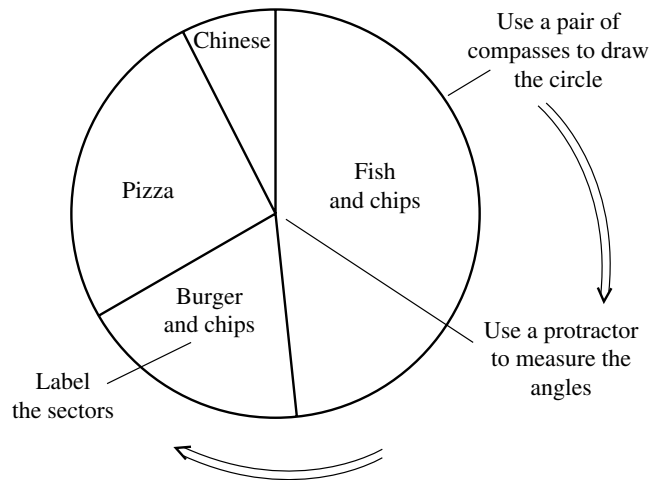 Chinese
Use a pair of
compasses to draw
the circle
Fish
and chips
Pizza
Burger
and chips
Use a protractor
to measure the
angles
Label
the sectors